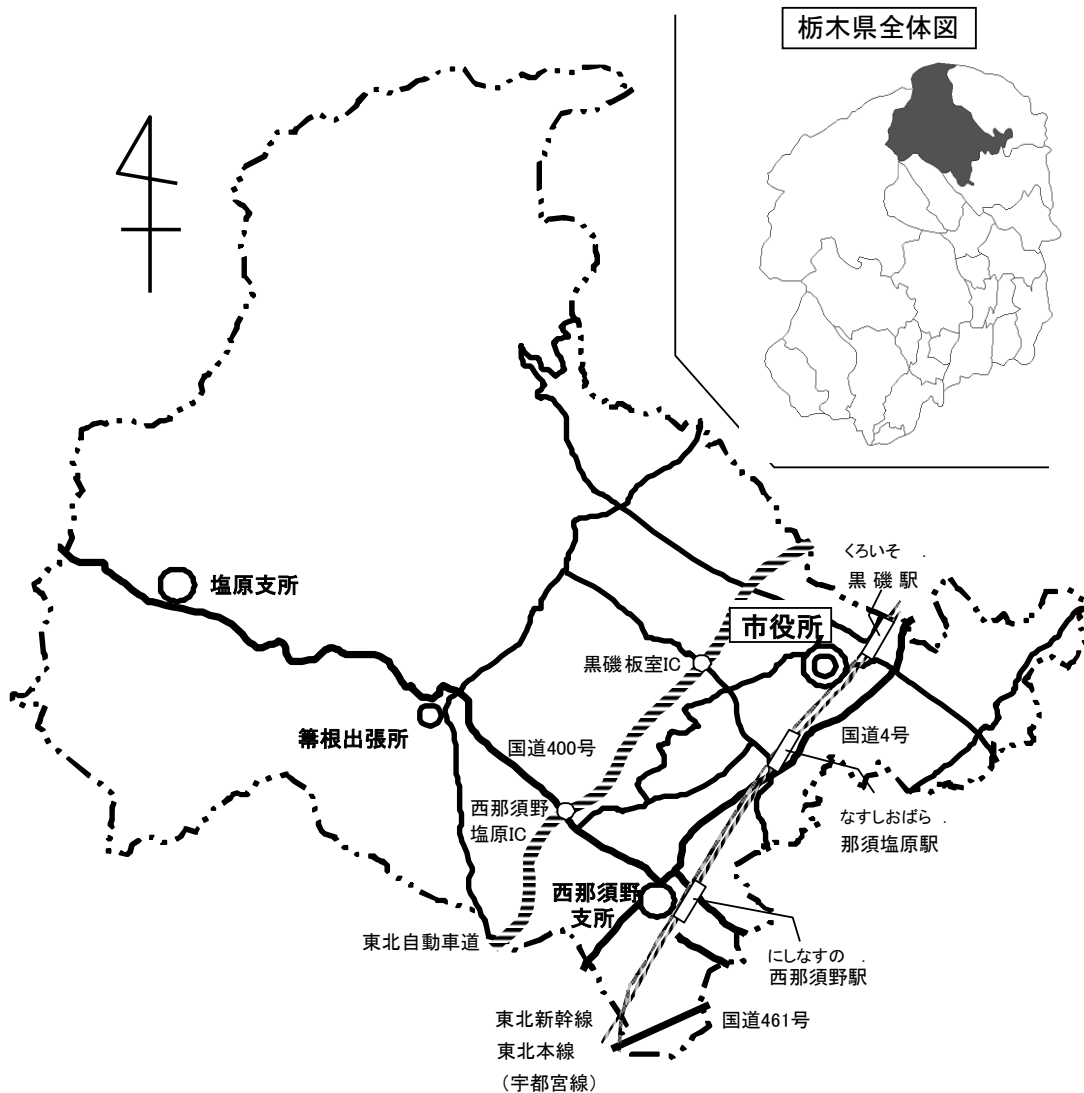 栃木県全体図
くろいそ .
黒磯駅
塩原支所
市役所
黒磯板室IC
箒根出張所
国道400号
国道4号
西那須野
塩原IC
なすしおばら .
那須塩原駅
西那須野
支所
東北自動車道
にしなすの .
西那須野駅
東北新幹線
国道461号
東北本線
（宇都宮線）